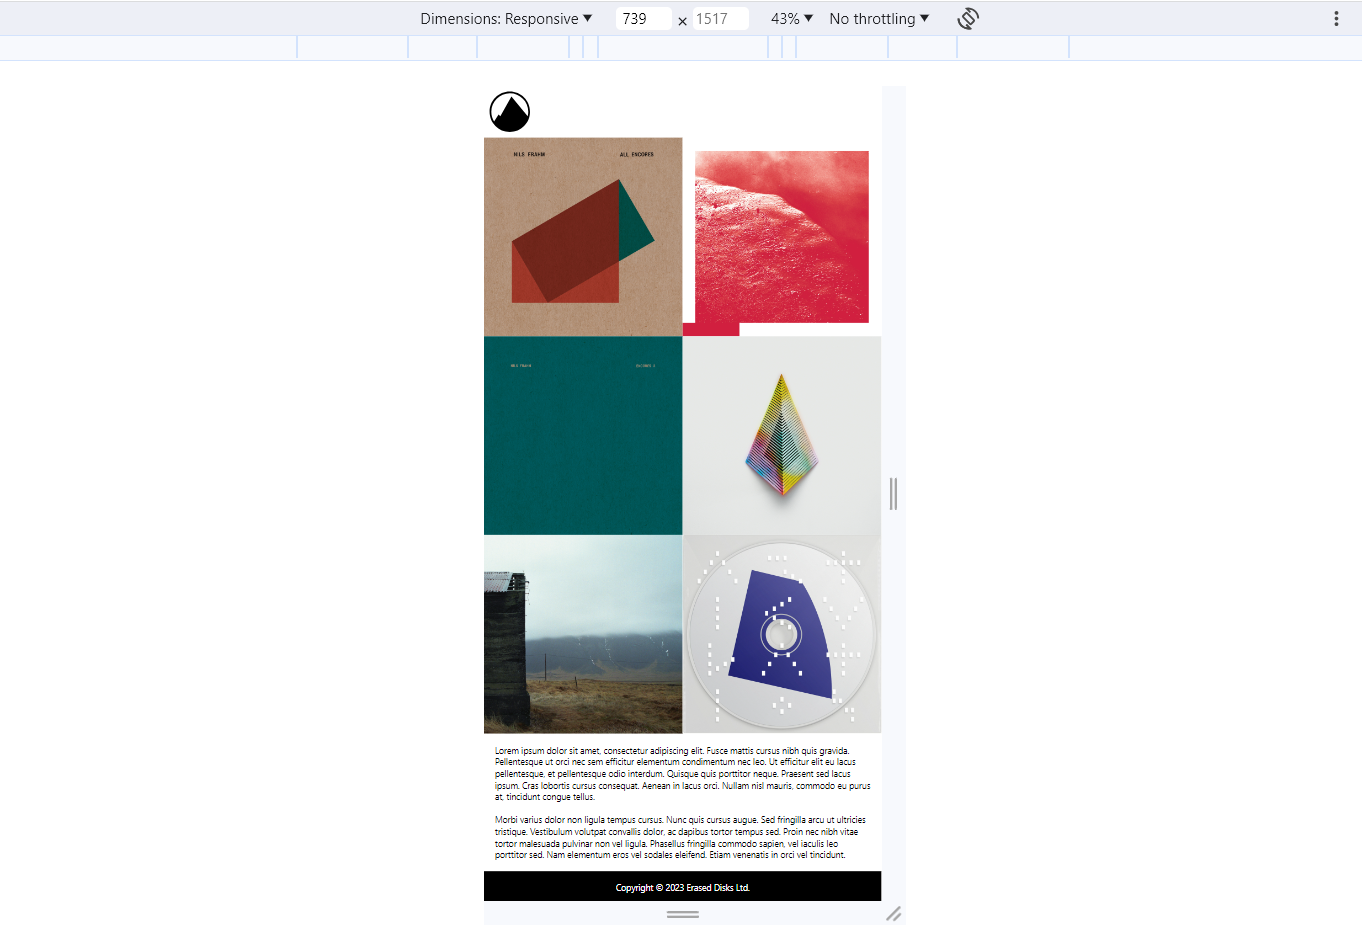 Dimensions: Responsive 739 × 1517 43% No throttling
NILS FRAHM ALL ENCORES
NILS FRAHM ENCORES
Lorem ipsum dolor sit amet, consectetur adipiscing elit. Fusce mattis cursus nibh quis gravida.
Pellentesque ut orci nec sem efficitur elementum condimentum nec leo. Ut efficitur elit eu lacus
pellentesque, et pellentesque odio interdum. Quisque quis porttitor neque. Praesent sed lacus
ipsum. Cras lobortis cursus consequat. Aenean in lacus orci. Nullam nisl mauris, commodo eu purus
at, tincidunt congue tellus.
Morbi varius dolor non ligula tempus cursus. Nunc quis cursus augue. Sed fringilla arcu ut ultricies
tristique. Vestibulum volutpat convallis dolor, ac dapibus tortor tempus sed. Proin nec nibh vitae
tortor malesuada pulvinar non vel ligula. Phasellus fringilla commodo sapien, vel iaculis leo
porttitor sed. Nam elementum eros vel sodales eleifend. Etiam venenatis in orci vel tincidunt.
Copyright © 2023 Erased Disks Ltd.